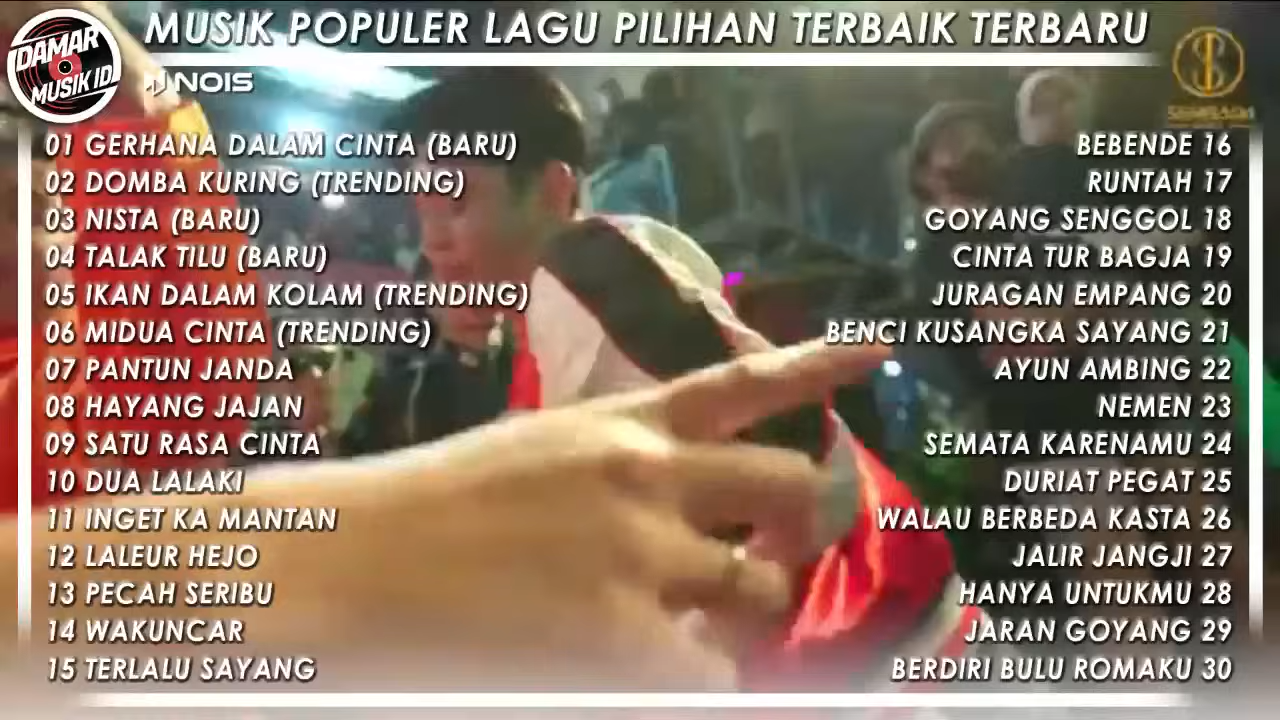 DAMAR
MUSIK ID
MUSIK POPULER LAGU PILIHAN TERBAIK TERBARU
NOIS
01 GERHANA DALAM CINTA (BARU)
02 DOMBA KURING (TRENDING)
03 NISTA (BARU)
04 TALAK TILU (BARU)
05 IKAN DALAM KOLAM (TRENDING)
06 MIDUA CINTA (TRENDING)
07 PANTUN JANDA
08 HAYANG JAJAN
09 SATU RASA CINTA
10 DUA LALAKI
11 INGET KA MANTAN
12 LALEUR HEJO
13 PECAH SERIBU
14 WAKUNCAR
15 TERLALU SAYANG
BEBENDE 16
RUNTAH 17
GOYANG SENGGOL 18
CINTA TUR BAGJA 19
JURAGAN EMPANG 20
BENCI KUSANGKA SAYANG 21
AYUN AMBING 22
NEMEN 23
SEMATA KARENAMU 24
DURIAT PEGAT 25
WALAU BERBEDA KASTA 26
JALIR JANGJI 27
HANYA UNTUKMU 28
JARAN GOYANG 29
BERDIRI BULU ROMAKU 30